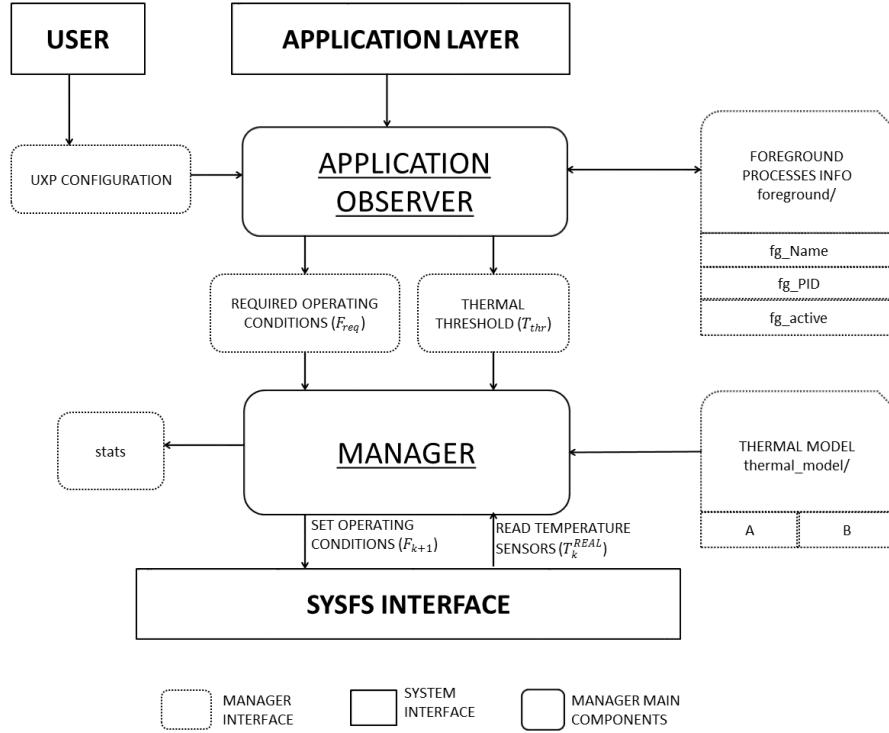 USER
APPLICATION LAYER
UXP CONFIGURATION
APPLICATION
OBSERVER
FOREGROUND
PROCESSES INFO
foreground/
fg_Name
fg_PID
fg_active
REQUIRED OPERATING
CONDITIONS (F_req)
THERMAL
THRESHOLD (T_thr)
stats
MANAGER
THERMAL MODEL
thermal_model/
A
B
SET OPERATING
CONDITIONS (F_{k+1})
READ TEMPERATURE
SENSORS (T_k^{REAL})
SYSFS INTERFACE
MANAGER
INTERFACE
SYSTEM
INTERFACE
MANAGER MAIN
COMPONENTS